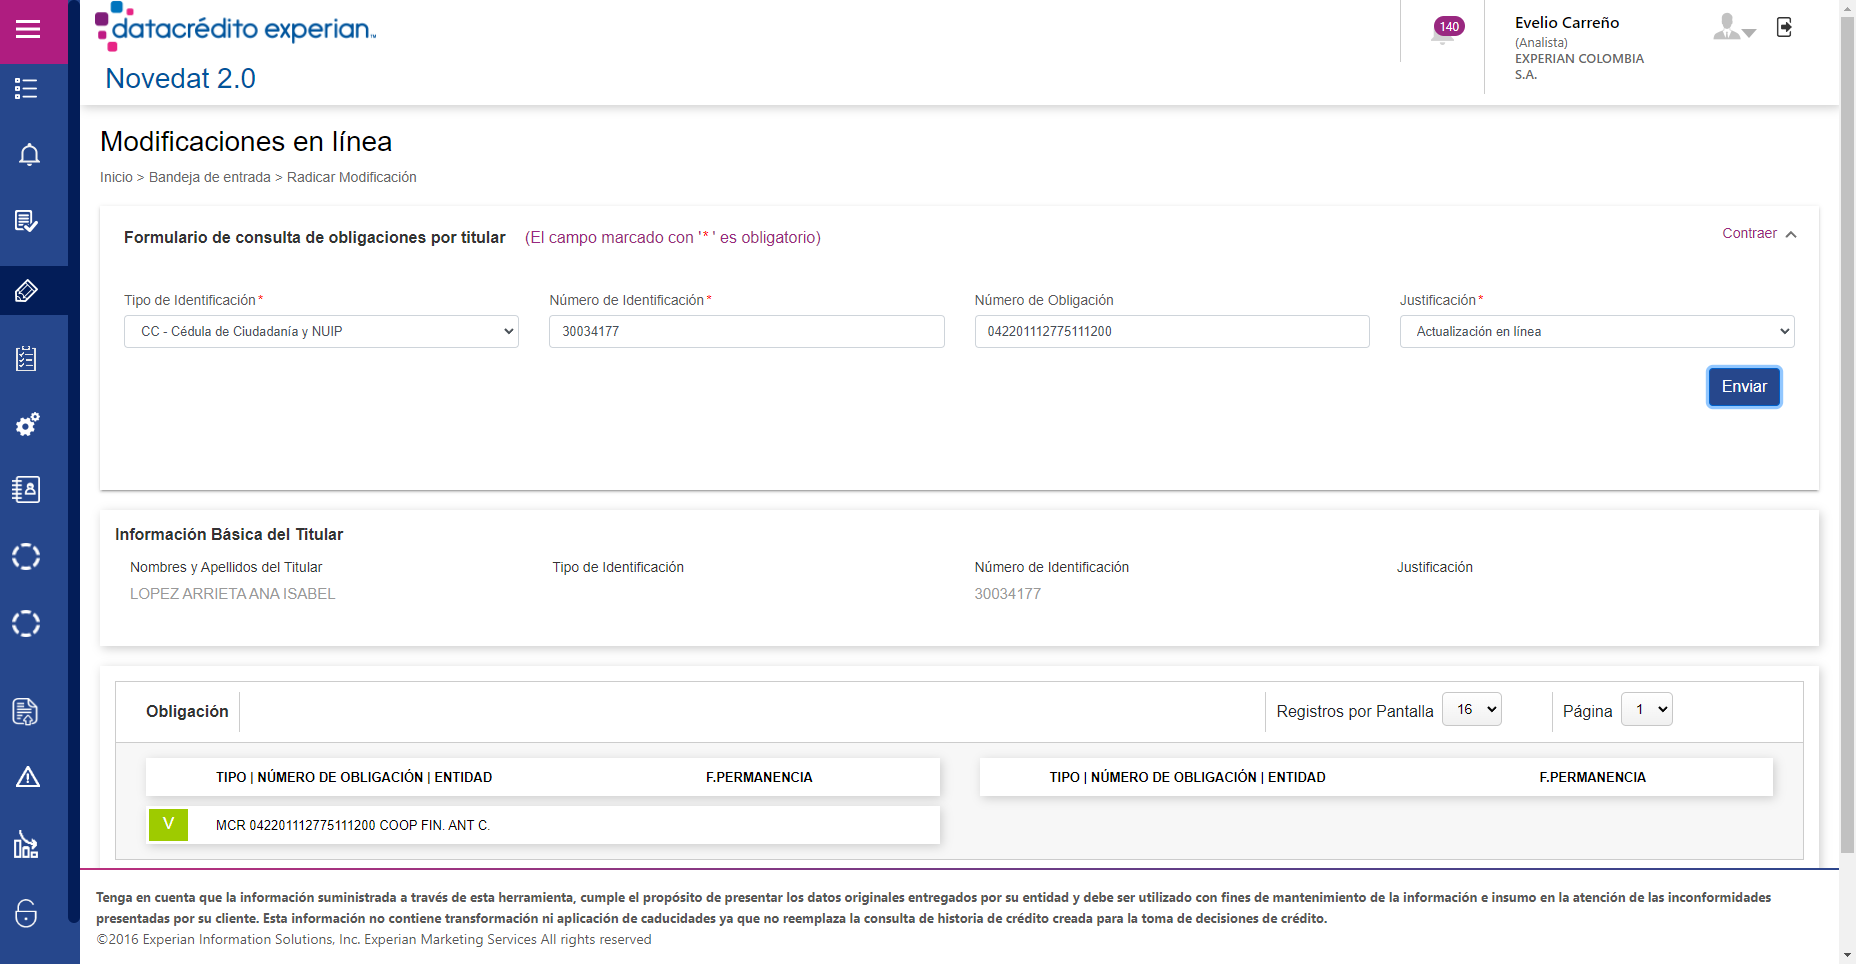 datacrédito experian™
Novedat 2.0
140
Evelio Carreño
(Analista)
EXPERIAN COLOMBIA
S.A.
Modificaciones en línea
Inicio > Bandeja de entrada > Radicar Modificación
Formulario de consulta de obligaciones por titular (El campo marcado con '*' es obligatorio)
Contraer
Tipo de Identificación* Número de Identificación* Número de Obligación Justificación*
CC - Cédula de Ciudadanía y NUIP 30034177 042201112775111200 Actualización en línea
Enviar
Información Básica del Titular
Nombres y Apellidos del Titular Tipo de Identificación Número de Identificación Justificación
LOPEZ ARRIETA ANA ISABEL 30034177
Obligación Registros por Pantalla 16 Página 1
TIPO | NÚMERO DE OBLIGACIÓN | ENTIDAD F.PERMANENCIA TIPO | NÚMERO DE OBLIGACIÓN | ENTIDAD F.PERMANENCIA
V MCR 042201112775111200 COOP FIN. ANT C.
Tenga en cuenta que la información suministrada a través de esta herramienta, cumple el propósito de presentar los datos originales entregados por su entidad y debe ser utilizado con fines de mantenimiento de la información e insumo en la atención de las inconformidades
presentadas por su cliente. Esta información no contiene transformación ni aplicación de caducidades ya que no reemplaza la consulta de historia de crédito creada para la toma de decisiones de crédito.
©2016 Experian Information Solutions, Inc. Experian Marketing Services All rights reserved